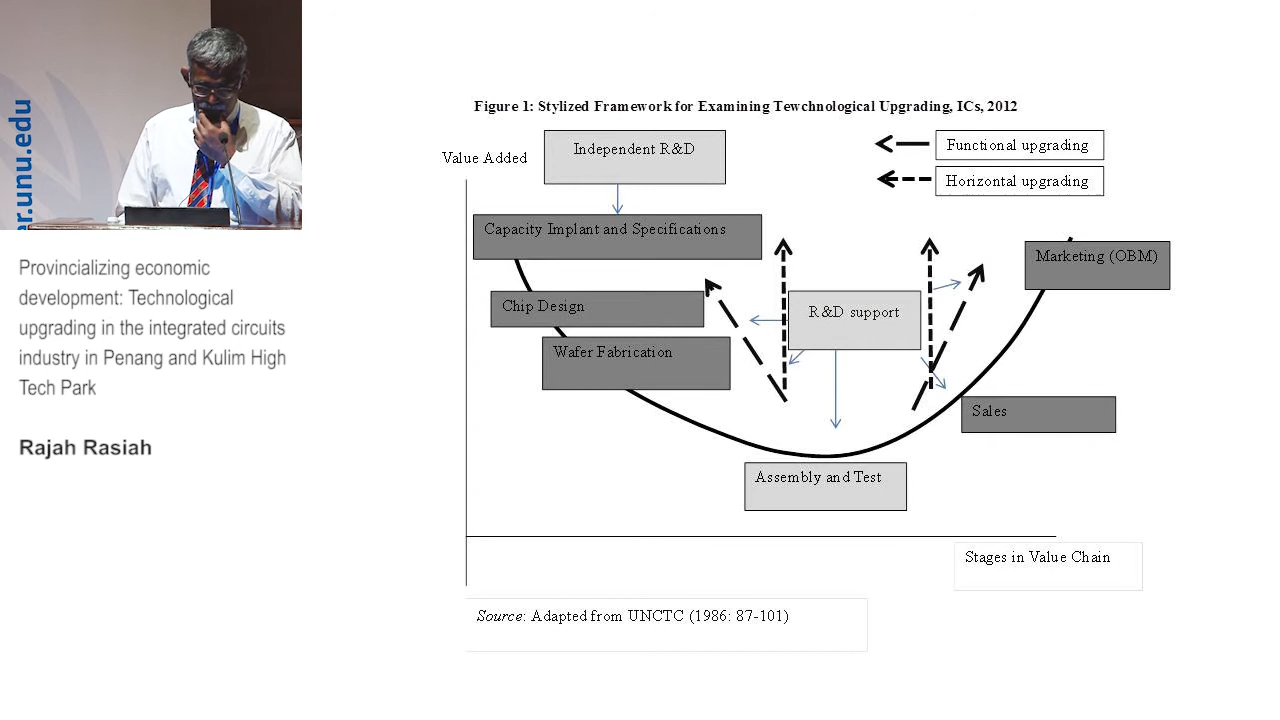 er.unu.edu
Provincializing economic
development: Technological
upgrading in the integrated circuits
industry in Penang and Kulim High
Tech Park
Rajah Rasiah
Figure 1: Stylized Framework for Examining Tewchnological Upgrading, ICs, 2012
Value Added
Independent R&D
Functional upgrading
Horizontal upgrading
Capacity Implant and Specifications
Marketing (OBM)
Chip Design
R&D support
Wafer Fabrication
Sales
Assembly and Test
Stages in Value Chain
Source: Adapted from UNCTC (1986: 87-101)